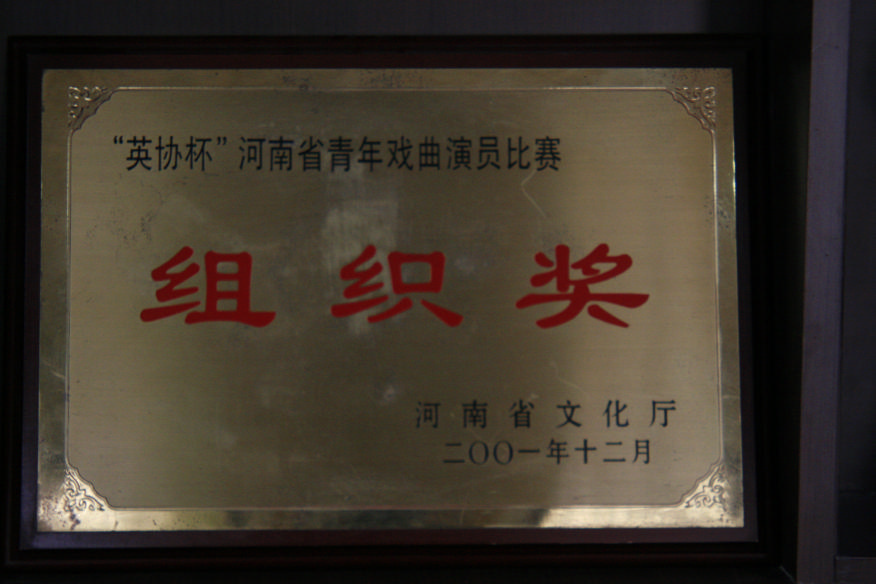 “英协杯”河南省青年戏曲演员比赛
组织奖
河南省文化厅
二〇〇一年十二月